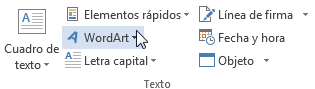 Cuadro de
texto
Elementos rápidos
WordArt
Letra capital
Línea de firma
Fecha y hora
Objeto
Texto